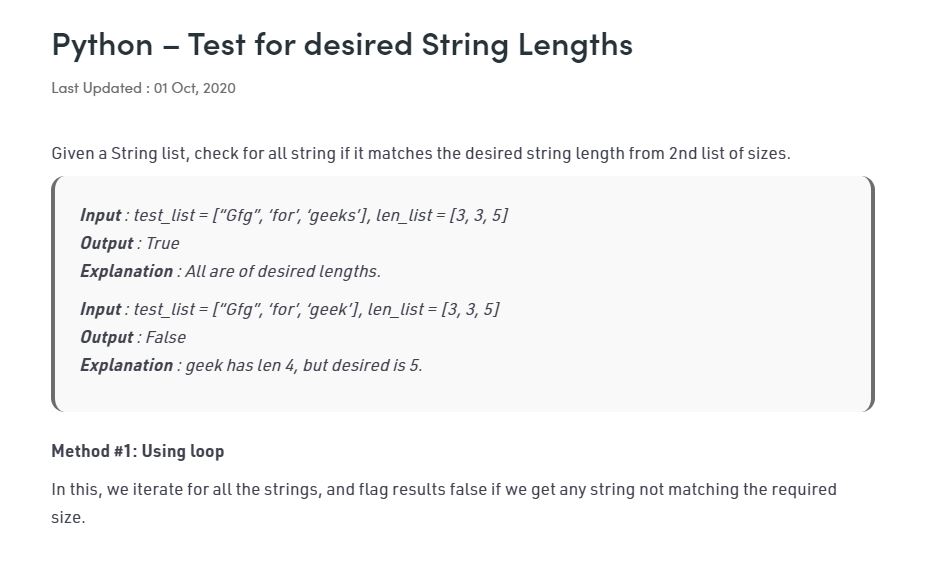 Python – Test for desired String Lengths
Last Updated : 01 Oct, 2020
Given a String list, check for all string if it matches the desired string length from 2nd list of sizes.
Input : test_list = [“Gfg”, ‘for’, ‘geeks’], len_list = [3, 3, 5]
Output : True
Explanation : All are of desired lengths.
Input : test_list = [“Gfg”, ‘for’, ‘geek’], len_list = [3, 3, 5]
Output : False
Explanation : geek has len 4, but desired is 5.
Method #1: Using loop
In this, we iterate for all the strings, and flag results false if we get any string not matching the required
size.